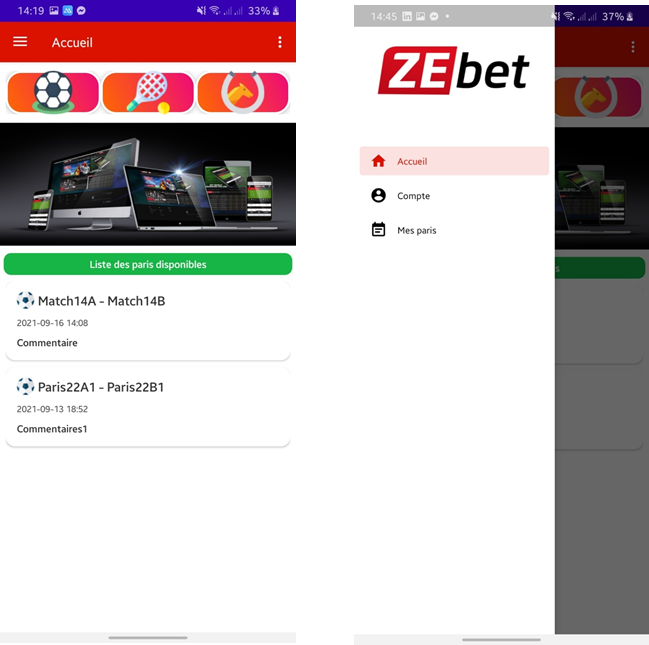 14:19 33%
Accueil
Liste des paris disponibles
Match14A - Match14B
2021-09-16 14:08
Commentaire
Paris22A1 - Paris22B1
2021-09-13 18:52
Commentaires1
14:45 37%
ZEbet
Accueil
Compte
Mes paris
s